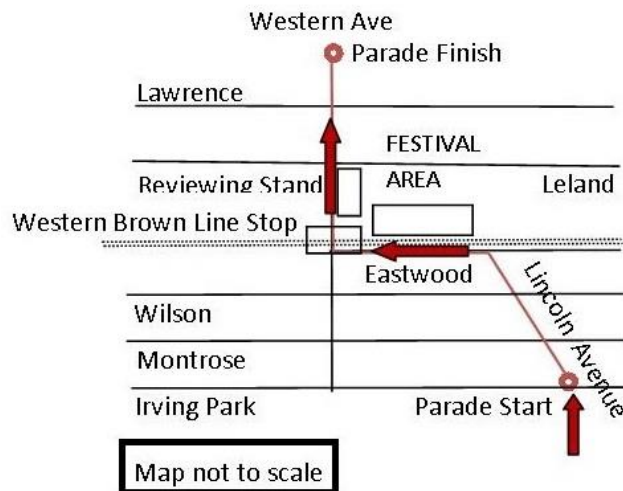 Western Ave
Parade Finish
Lawrence
FESTIVAL
AREA
Reviewing Stand
Leland
Western Brown Line Stop
Eastwood
Lincoln Avenue
Wilson
Montrose
Irving Park
Parade Start
Map not to scale